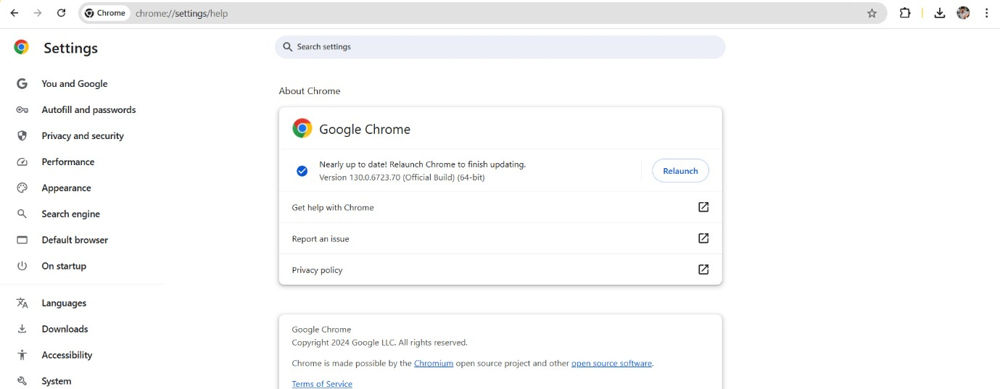 Chrome
chrome://settings/help
Settings
Search settings
You and Google
Autofill and passwords
Privacy and security
Performance
Appearance
Search engine
Default browser
On startup
Languages
Downloads
Accessibility
System
About Chrome
Google Chrome
Nearly up to date! Relaunch Chrome to finish updating.
Version 130.0.6723.70 (Official Build) (64-bit)
Relaunch
Get help with Chrome
Report an issue
Privacy policy
Google Chrome
Copyright 2024 Google LLC. All rights reserved.
Chrome is made possible by the Chromium open source project and other open source software.
Terms of Service